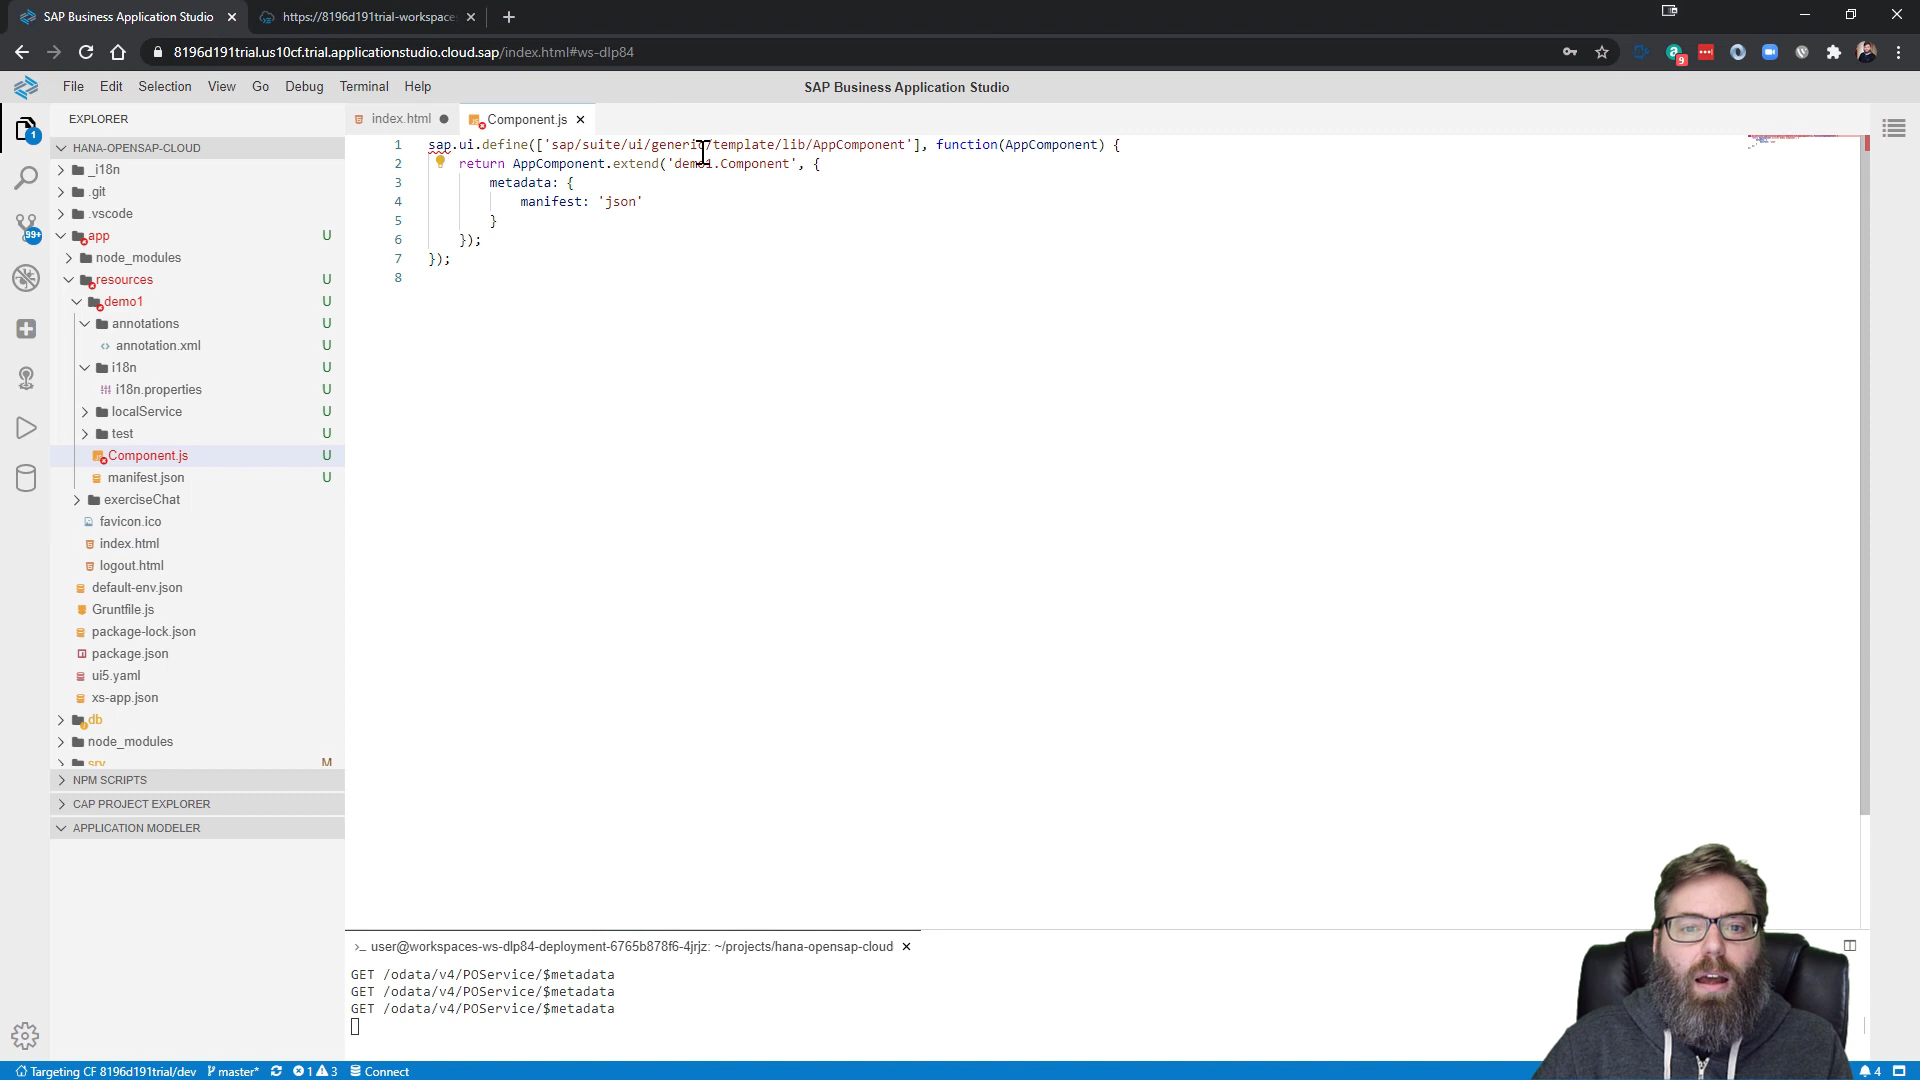 SAP Business Application Studio
https://8196d191trial-workspaces
8196d191trial.us10cf.trial.applicationstudio.cloud.sap/index.html#ws-dlp84
9
File Edit Selection View Go Debug Terminal Help
SAP Business Application Studio
EXPLORER
index.html
Component.js
1
HANA-OPENSAP-CLOUD
_i18n
.git
.vscode
99+
app U
node_modules
resources U
demo1 U
annotations U
annotation.xml U
i18n U
i18n.properties U
localService U
test U
Component.js U
manifest.json U
exerciseChat
favicon.ico
index.html
logout.html
default-env.json
Gruntfile.js
package-lock.json
package.json
ui5.yaml
xs-app.json
db
node_modules
srv M
NPM SCRIPTS
CAP PROJECT EXPLORER
APPLICATION MODELER
1 sap.ui.define(['sap/suite/ui/generic/template/lib/AppComponent'], function(AppComponent) {
2 return AppComponent.extend('demo1.Component', {
3 metadata: {
4 manifest: 'json'
5 }
6 });
7 });
8
>_ user@workspaces-ws-dlp84-deployment-6765b878f6-4jrjz: ~/projects/hana-opensap-cloud
GET /odata/v4/POService/$metadata
GET /odata/v4/POService/$metadata
GET /odata/v4/POService/$metadata
Targeting CF 8196d191trial/dev master* 1 3 Connect 4